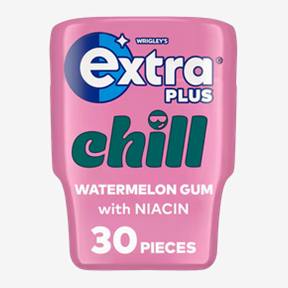 WRIGLEY'S
extra®
PLUS
chill
WATERMELON GUM
with NIACIN
30 PIECES